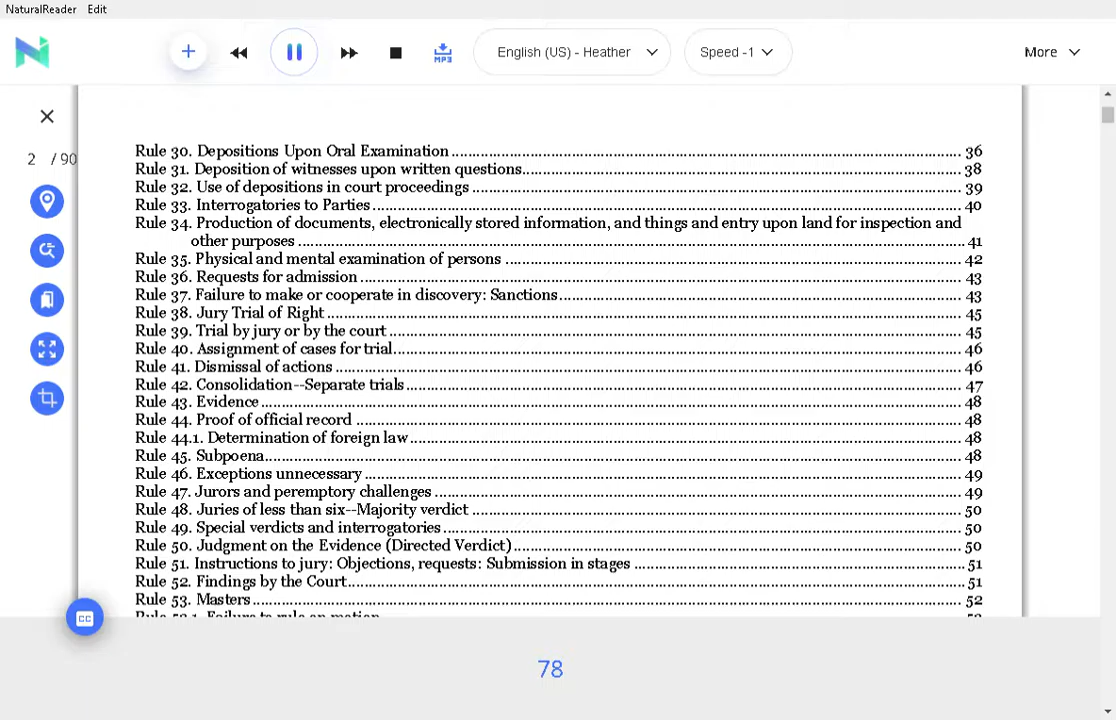 NaturalReader Edit
MP3 English (US) - Heather Speed -1 More
2 / 90
Rule 30. Depositions Upon Oral Examination 36
Rule 31. Deposition of witnesses upon written questions 38
Rule 32. Use of depositions in court proceedings 39
Rule 33. Interrogatories to Parties 40
Rule 34. Production of documents, electronically stored information, and things and entry upon land for inspection and
other purposes 41
Rule 35. Physical and mental examination of persons 42
Rule 36. Requests for admission 43
Rule 37. Failure to make or cooperate in discovery: Sanctions 43
Rule 38. Jury Trial of Right 45
Rule 39. Trial by jury or by the court 45
Rule 40. Assignment of cases for trial 46
Rule 41. Dismissal of actions 46
Rule 42. Consolidation--Separate trials 47
Rule 43. Evidence 48
Rule 44. Proof of official record 48
Rule 44.1. Determination of foreign law 48
Rule 45. Subpoena 48
Rule 46. Exceptions unnecessary 49
Rule 47. Jurors and peremptory challenges 49
Rule 48. Juries of less than six--Majority verdict 50
Rule 49. Special verdicts and interrogatories 50
Rule 50. Judgment on the Evidence (Directed Verdict) 50
Rule 51. Instructions to jury: Objections, requests: Submission in stages 51
Rule 52. Findings by the Court 51
Rule 53. Masters 52
CC
78